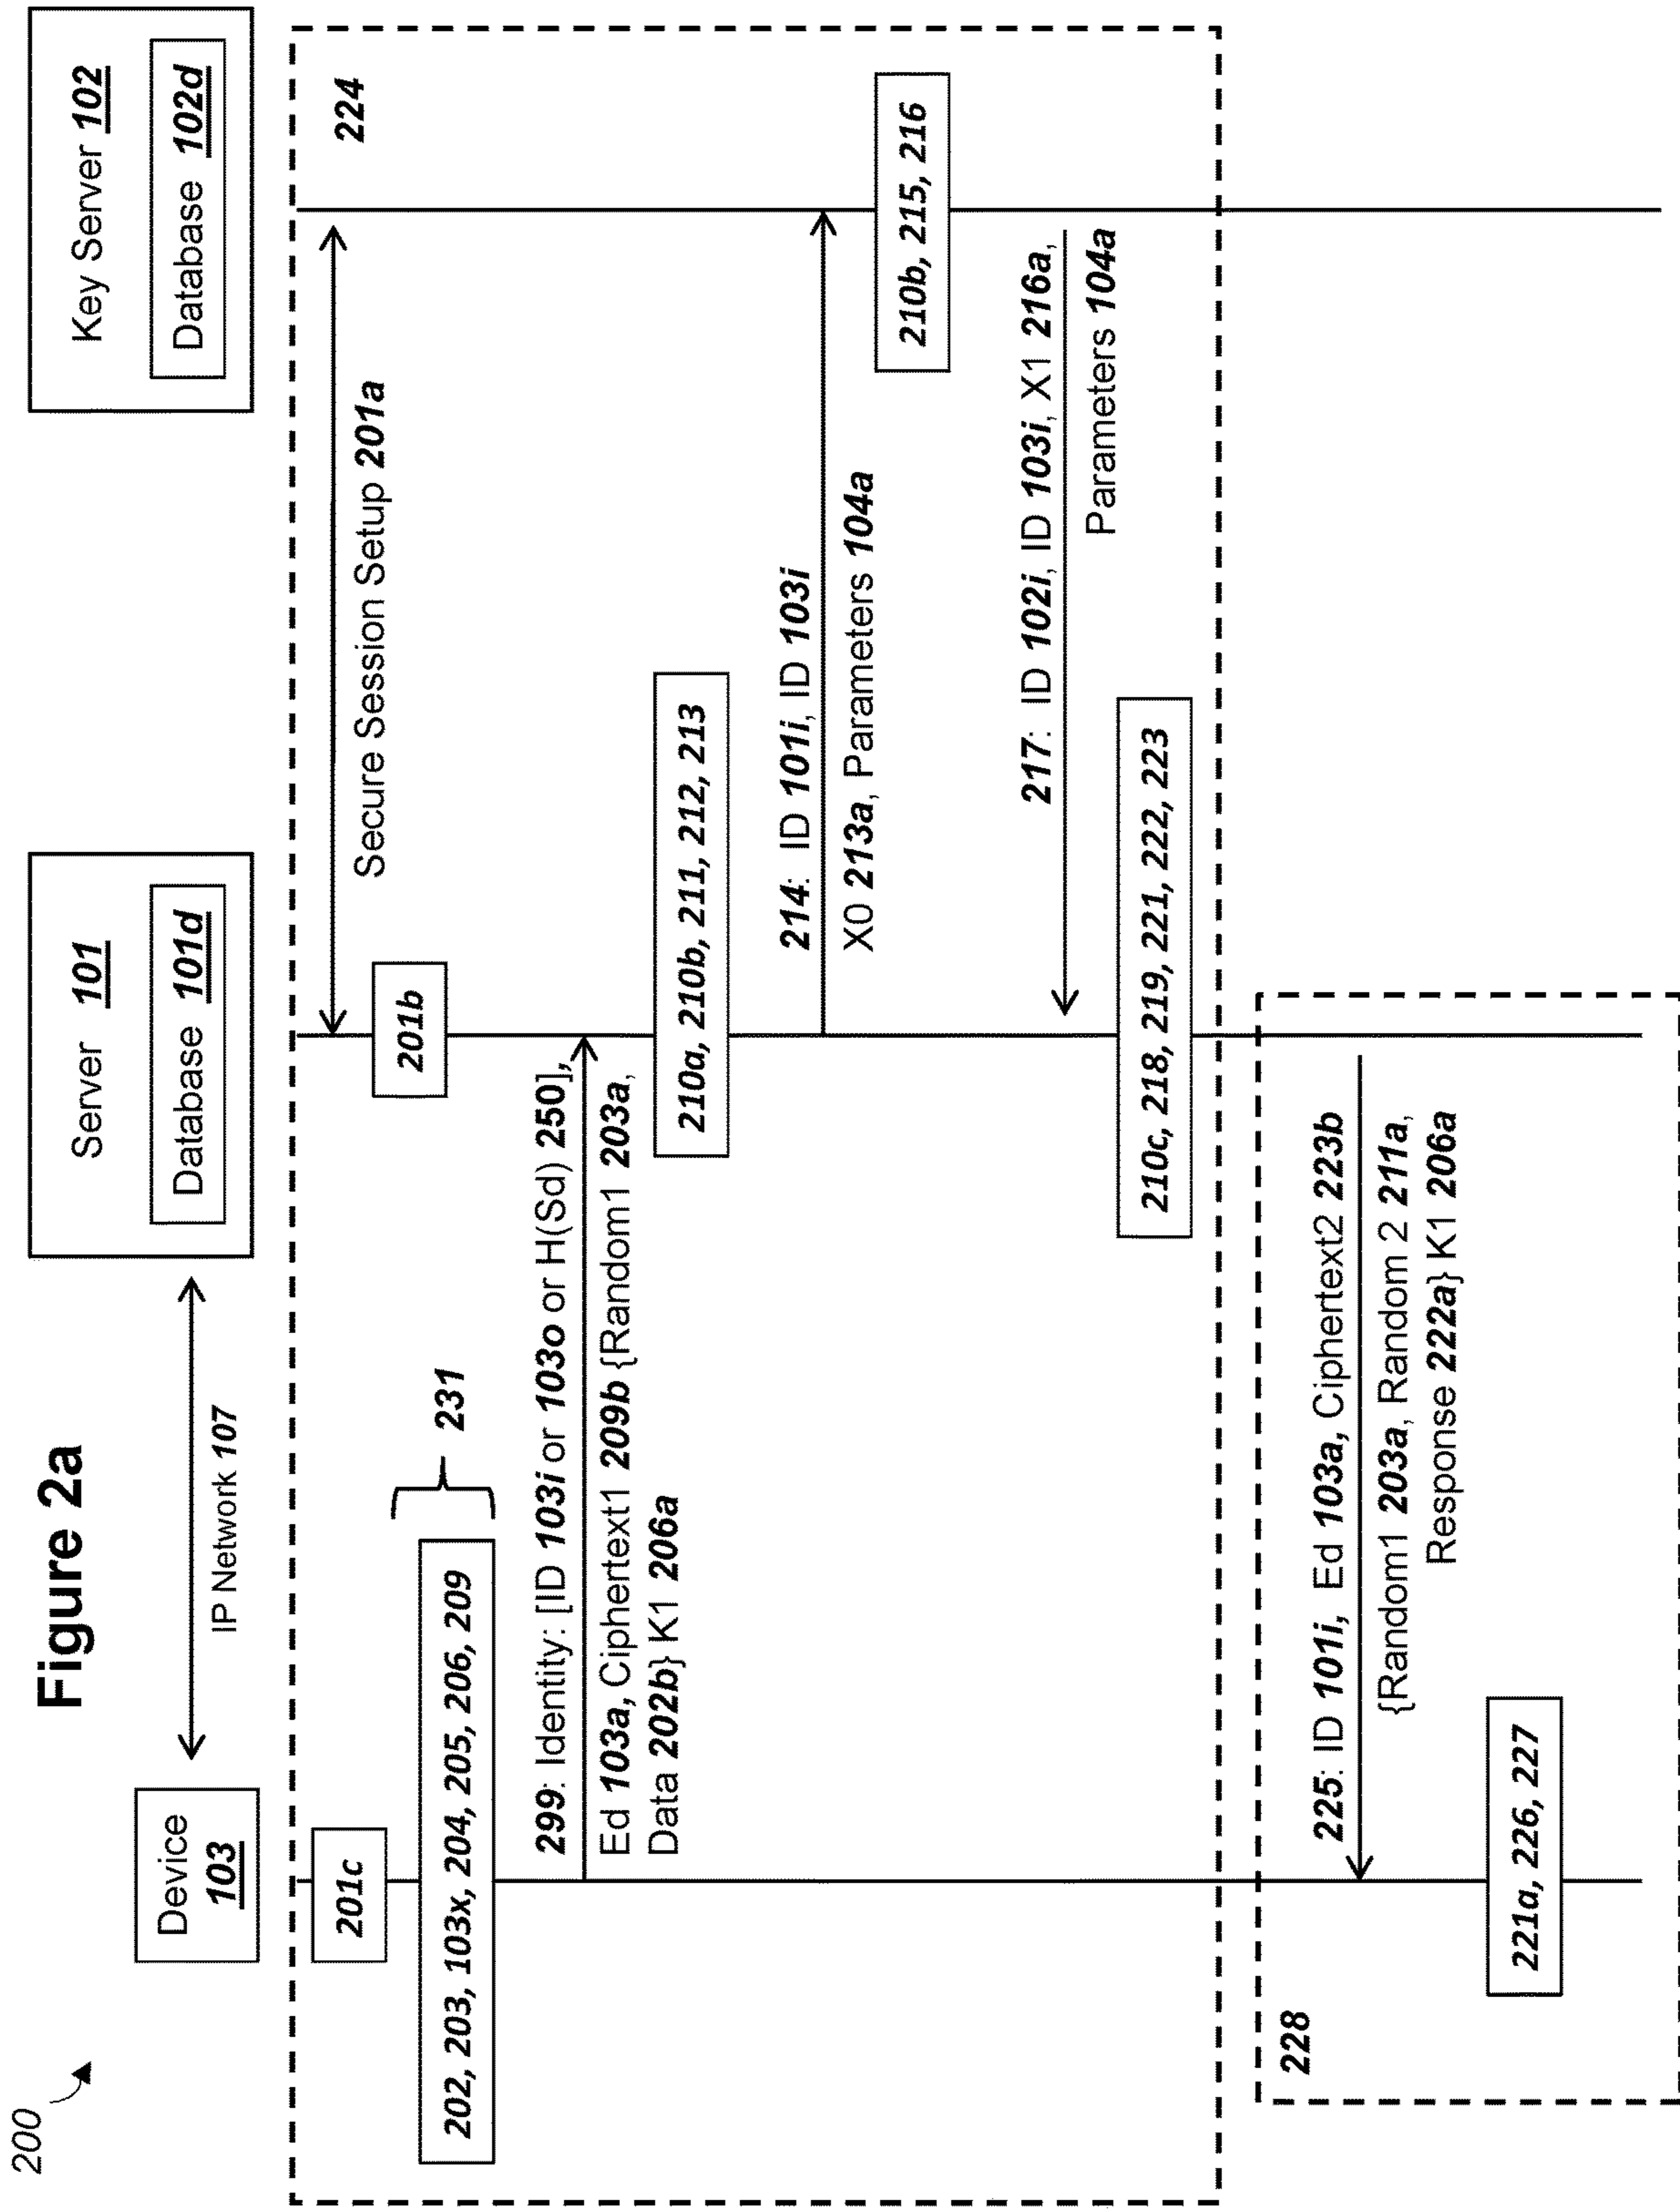 Figure 2a
200
Device
103
IP Network 107
Server 101
Database 101d
Key Server 102
Database 102d
224
201c
Secure Session Setup 201a
201b
202, 203, 103x, 204, 205, 206, 209
231
299: Identity: [ID 103i or 103o or H(Sd) 250],
Ed 103a, Ciphertext1 209b {Random1 203a,
Data 202b} K1 206a
210a, 210b, 211, 212, 213
214: ID 101i, ID 103i
X0 213a, Parameters 104a
210b, 215, 216
217: ID 102i, ID 103i, X1 216a,
Parameters 104a
210c, 218, 219, 221, 222, 223
228
225: ID 101i, Ed 103a, Ciphertext2 223b
{Random1 203a, Random 2 211a,
Response 222a} K1 206a
221a, 226, 227